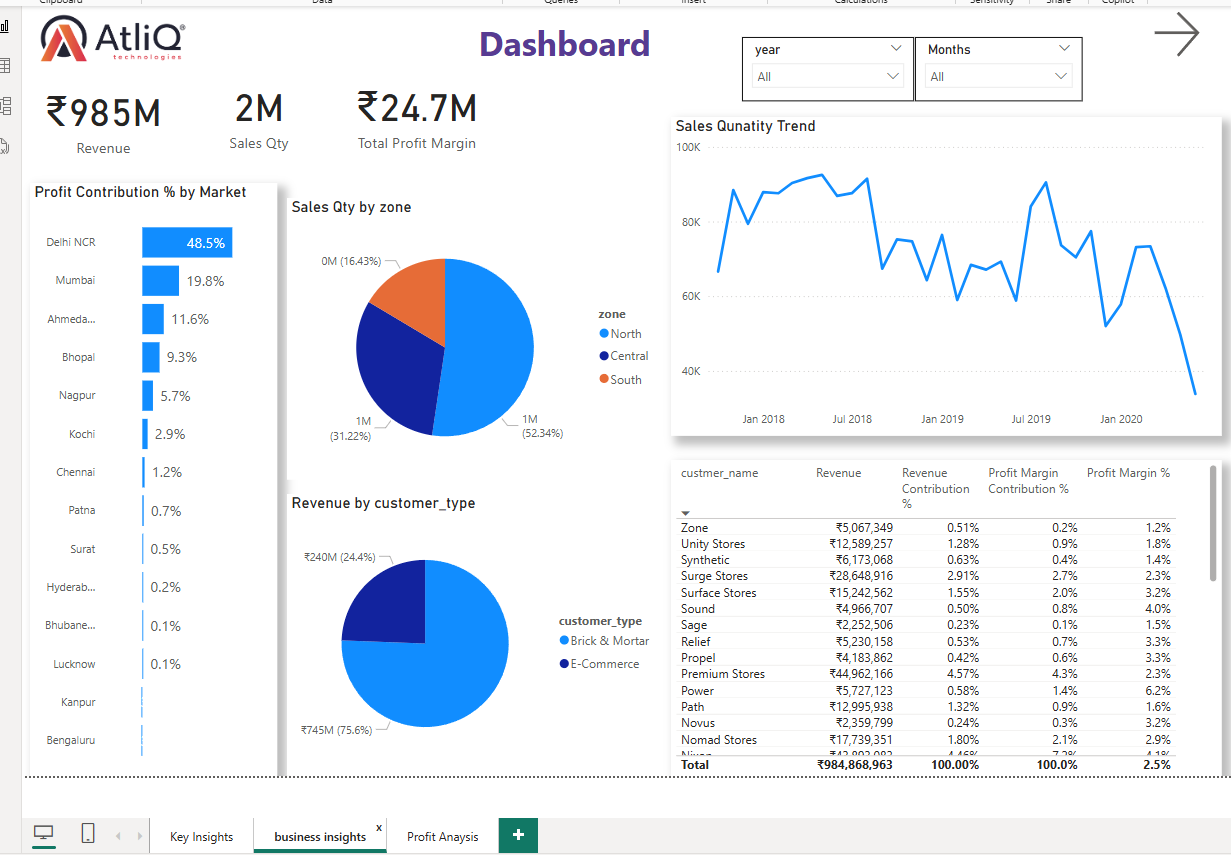 Clipboard
Data
Queries
Insert
Calculations
Sensitivity
Share
Copilot
AtliQ
technologies
Dashboard
year
All
Months
All
₹985M
Revenue
2M
Sales Qty
₹24.7M
Total Profit Margin
Profit Contribution % by Market
Delhi NCR 48.5%
Mumbai 19.8%
Ahmeda... 11.6%
Bhopal 9.3%
Nagpur 5.7%
Kochi 2.9%
Chennai 1.2%
Patna 0.7%
Surat 0.5%
Hyderab... 0.2%
Bhubane... 0.1%
Lucknow 0.1%
Kanpur
Bengaluru
Sales Qty by zone
0M (16.43%)
1M
(31.22%)
1M
(52.34%)
zone
North
Central
South
Revenue by customer_type
₹240M (24.4%)
₹745M (75.6%)
customer_type
Brick & Mortar
E-Commerce
Sales Qunatity Trend
100K
80K
60K
40K
Jan 2018 Jul 2018 Jan 2019 Jul 2019 Jan 2020
custmer_name Revenue Revenue Contribution % Profit Margin Contribution % Profit Margin %
Zone ₹5,067,349 0.51% 0.2% 1.2%
Unity Stores ₹12,589,257 1.28% 0.9% 1.8%
Synthetic ₹6,173,068 0.63% 0.4% 1.4%
Surge Stores ₹28,648,916 2.91% 2.7% 2.3%
Surface Stores ₹15,242,562 1.55% 2.0% 3.2%
Sound ₹4,966,707 0.50% 0.8% 4.0%
Sage ₹2,252,506 0.23% 0.1% 1.5%
Relief ₹5,230,158 0.53% 0.7% 3.3%
Propel ₹4,183,862 0.42% 0.6% 3.3%
Premium Stores ₹44,962,166 4.57% 4.3% 2.3%
Power ₹5,727,123 0.58% 1.4% 6.2%
Path ₹12,995,938 1.32% 0.9% 1.6%
Novus ₹2,359,799 0.24% 0.3% 3.2%
Nomad Stores ₹17,739,351 1.80% 2.1% 2.9%
Total ₹984,868,963 100.00% 100.0% 2.5%
Key Insights
business insights x
Profit Anaysis
+